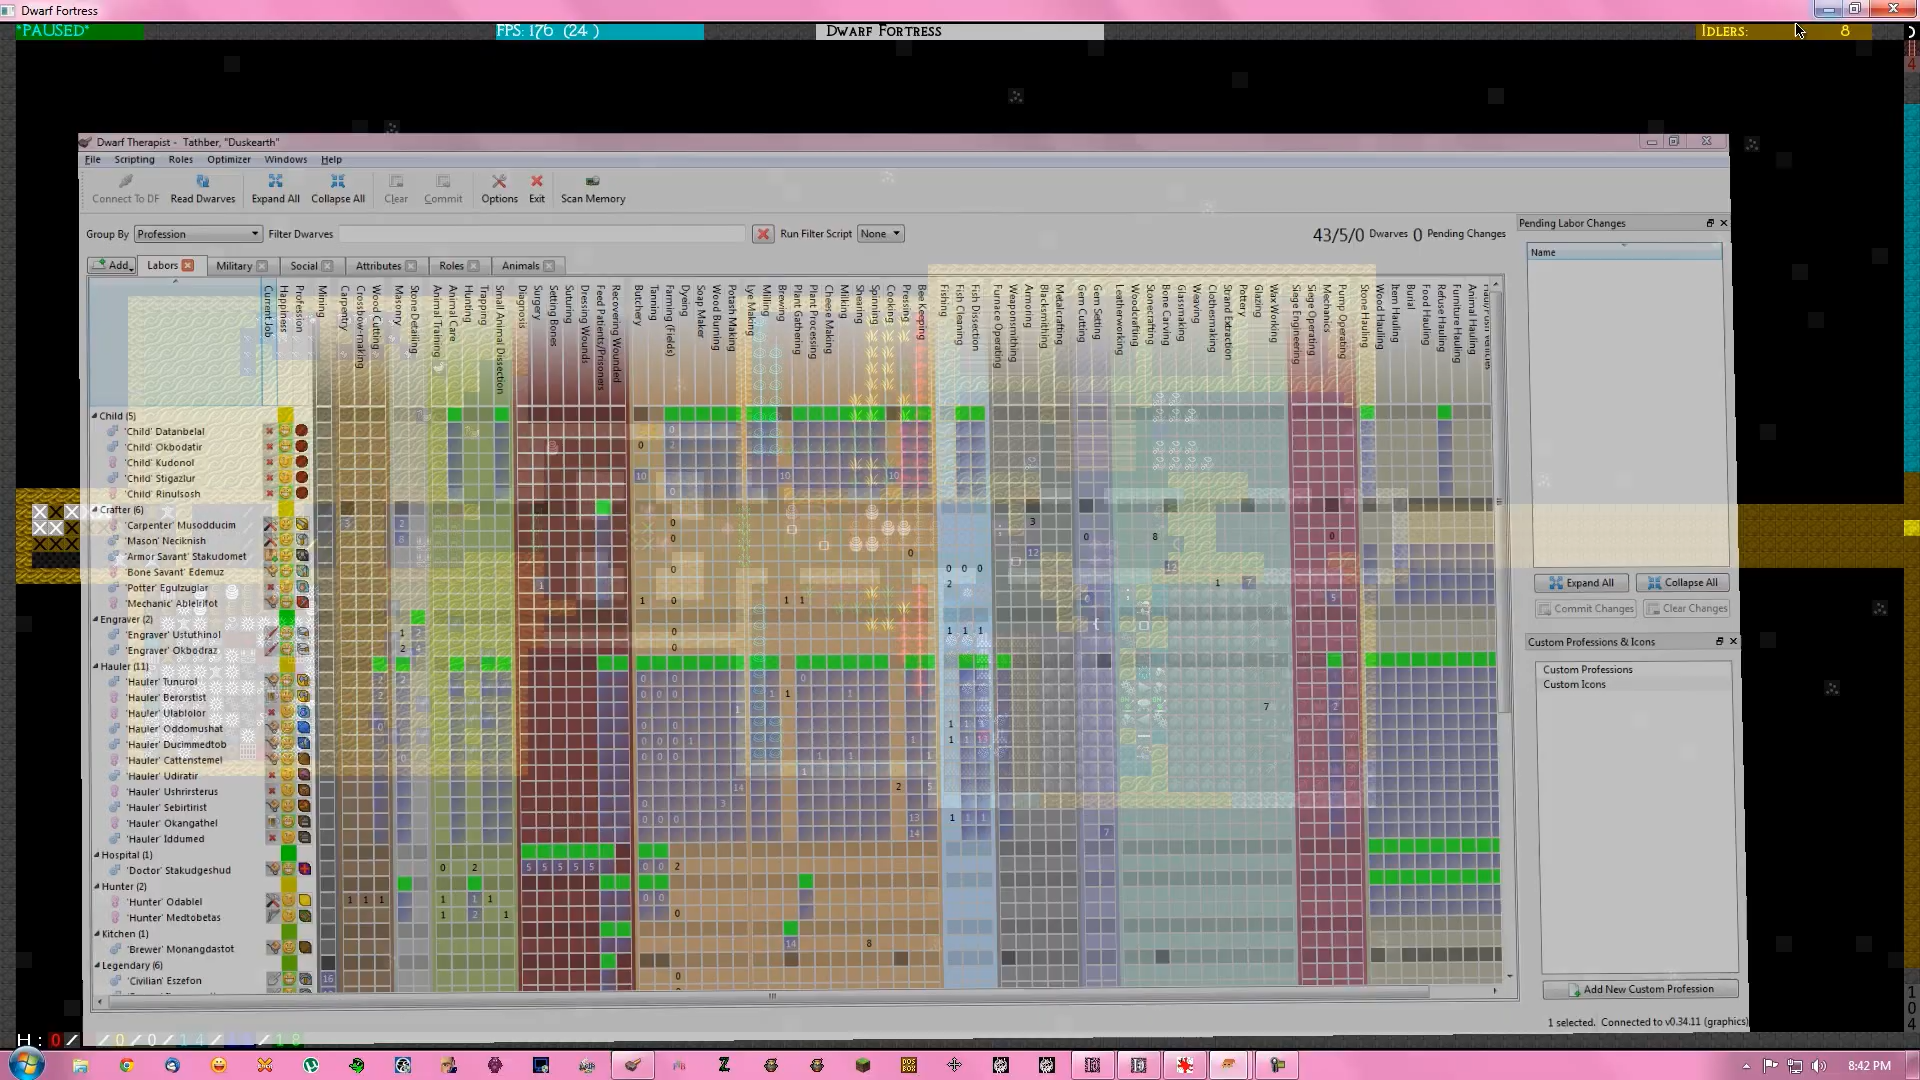 Dwarf Fortress
*PAUSED*
FPS: 176 (24 )
DWARF FORTRESS
IDLERS: 8
Dwarf Therapist - Tathber, "Duskearth"
File Scripting Roles Optimizer Windows Help
Connect To DF Read Dwarves Expand All Collapse All Clear Commit Options Exit Scan Memory
Group By Profession Filter Dwarves Run Filter Script None 43/5/0 Dwarves 0 Pending Changes
Add Labors Military Social Attributes Roles Animals
Current Job
Happiness
Profession
Mining
Carpentry
Crossbow-making
Wood Cutting
Masonry
Stone Detailing
Animal Training
Animal Care
Hunting
Trapping
Small Animal Dissection
Diagnosis
Surgery
Setting Bones
Suturing
Dressing Wounds
Feed Patients/Prisoners
Recovering Wounded
Butchery
Tanning
Farming (Fields)
Dyeing
Soap Maker
Wood Burning
Potash Making
Lye Making
Milling
Brewing
Plant Gathering
Plant Processing
Cheese Making
Milking
Shearing
Spinning
Cooking
Pressing
Bee Keeping
Fishing
Fish Cleaning
Fish Dissection
Furnace Operating
Weaponsmithing
Armoring
Blacksmithing
Metalcrafting
Gem Cutting
Gem Setting
Leatherworking
Woodcrafting
Stonecrafting
Bone Carving
Glassmaking
Weaving
Clothesmaking
Strand Extraction
Pottery
Glazing
Wax Working
Siege Engineering
Siege Operating
Mechanics
Pump Operating
Stone Hauling
Wood Hauling
Item Hauling
Burial
Food Hauling
Refuse Hauling
Furniture Hauling
Animal Hauling
Child (5)
'Child' Datanbelal
'Child' Okbodatir
'Child' Kudonol
'Child' Stigazlur
'Child' Rinulsosh
Crafter (6)
'Carpenter' Musodducim
'Mason' Neciknish
'Armor Savant' Stakudomet
'Bone Savant' Edemuz
'Potter' Egulzuglar
'Mechanic' Ableirifot
Engraver (2)
'Engraver' Ustuthinol
'Engraver' Okbodraz
Hauler (11)
'Hauler' Tunurol
'Hauler' Berorstist
'Hauler' Ulablolor
'Hauler' Oddomushat
'Hauler' Ducimmedtob
'Hauler' Cattenstemel
'Hauler' Udiratir
'Hauler' Ushrirsterus
'Hauler' Sebirtirist
'Hauler' Okangathel
'Hauler' Iddumed
Hospital (1)
'Doctor' Stakudgeshud
Hunter (2)
'Hunter' Odablel
'Hunter' Medtobetas
Kitchen (1)
'Brewer' Monangdastot
Legendary (6)
'Civilian' Eszefon
Pending Labor Changes
Name
Expand All Collapse All
Commit Changes Clear Changes
Custom Professions & Icons
Custom Professions
Custom Icons
Add New Custom Profession
1 selected. Connected to v0.34.11 (graphics)
8:42 PM